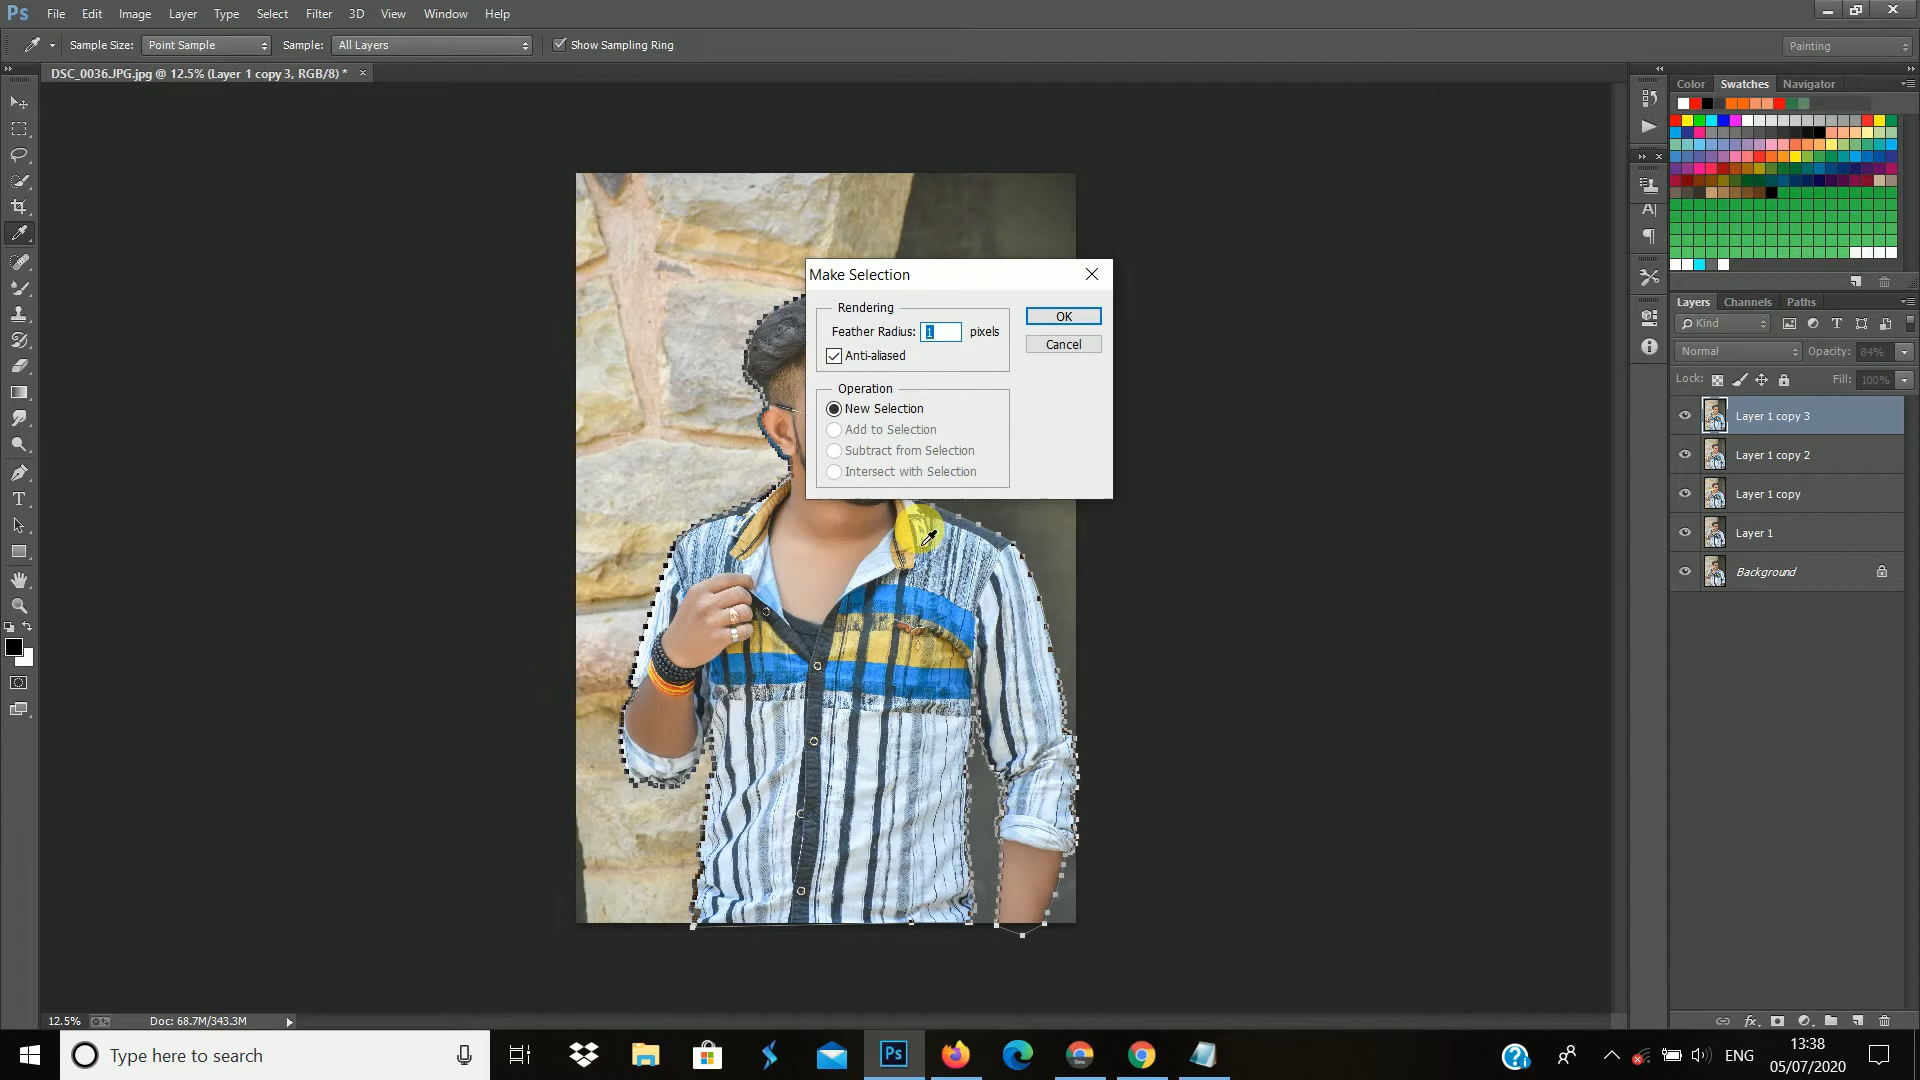 Ps File Edit Image Layer Type Select Filter 3D View Window Help
Sample Size: Point Sample Sample: All Layers Show Sampling Ring Painting
DSC_0036.JPG.jpg @ 12.5% (Layer 1 copy 3, RGB/8) * ×
Color Swatches Navigator
Make Selection
Rendering
Feather Radius: 1 pixels
Anti-aliased
OK
Cancel
Operation
New Selection
Add to Selection
Subtract from Selection
Intersect with Selection
Layers Channels Paths
Kind
Normal Opacity: 84%
Lock: Fill: 100%
Layer 1 copy 3
Layer 1 copy 2
Layer 1 copy
Layer 1
Background
12.5% Doc: 68.7M/343.3M
Type here to search
Ps
ENG
13:38
05/07/2020